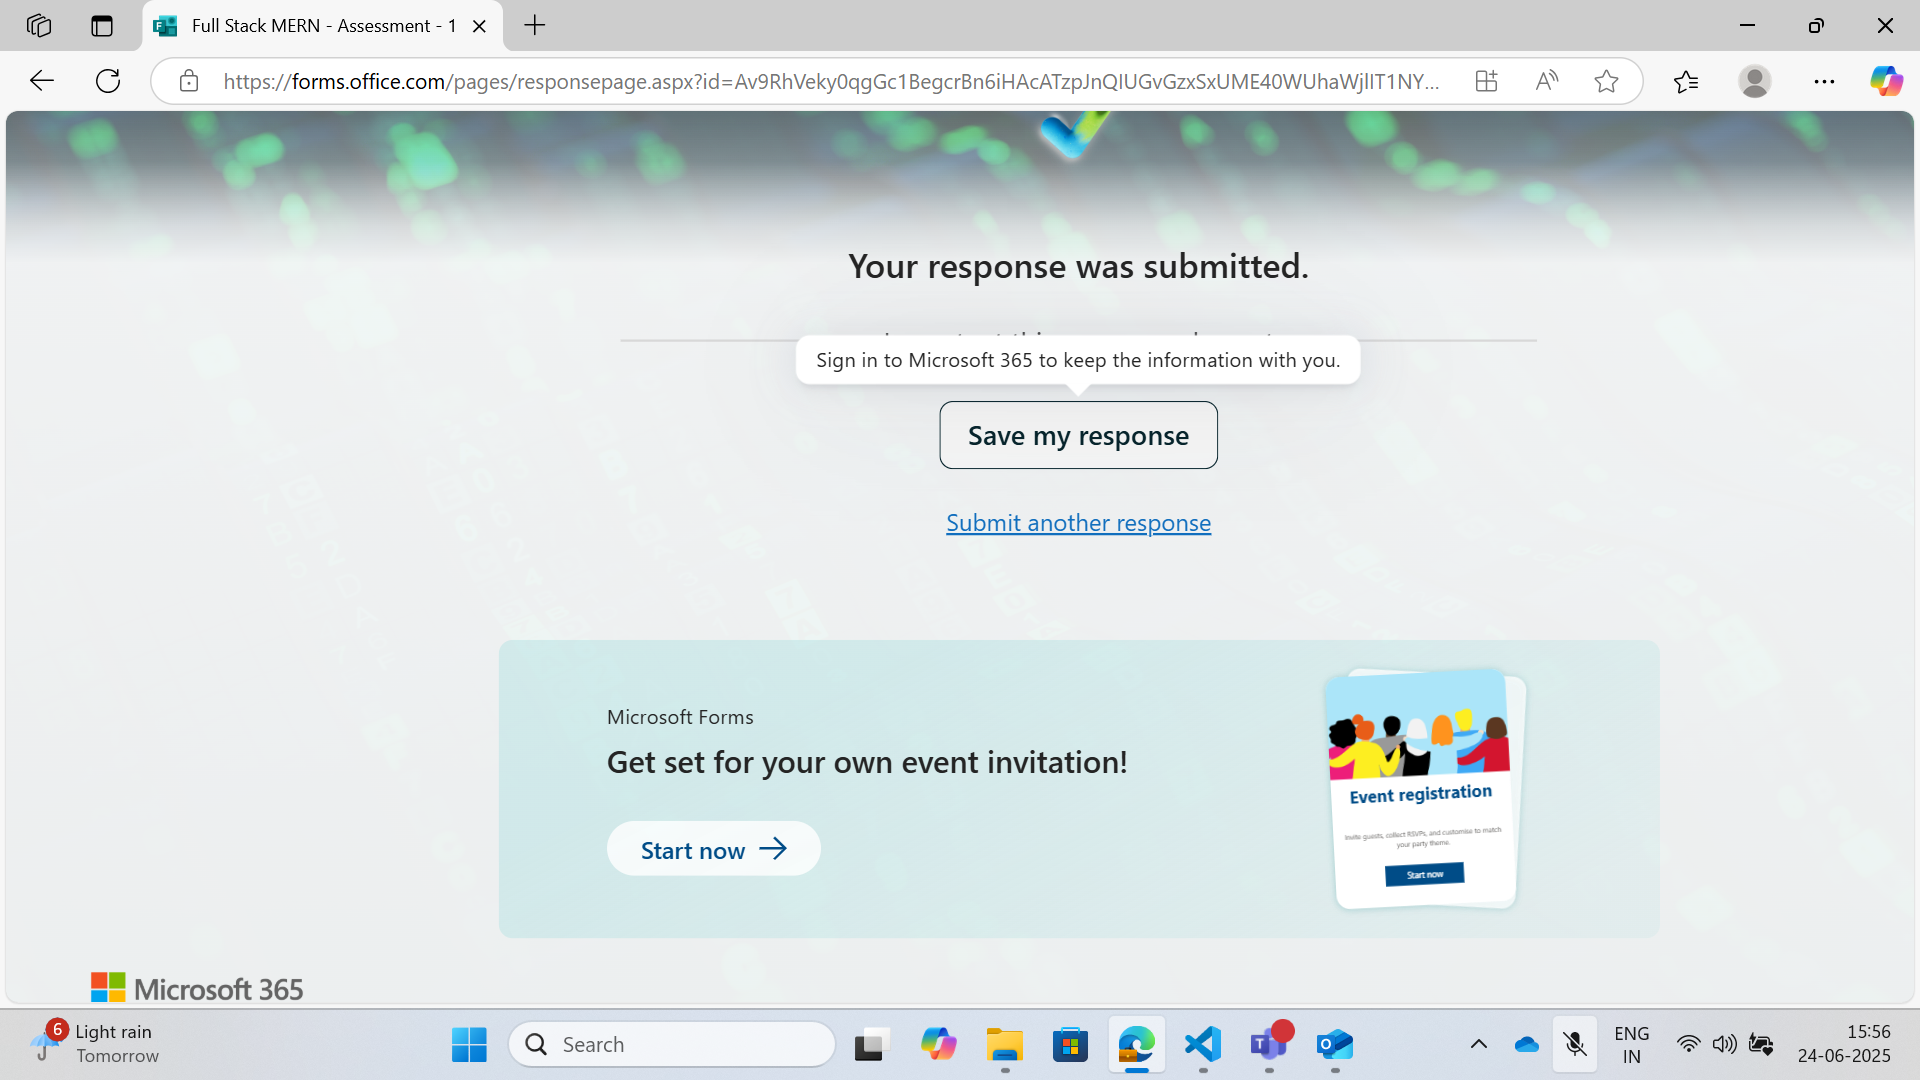 Full Stack MERN - Assessment - 1
https://forms.office.com/pages/responsepage.aspx?id=Av9RhVeky0qgGc1BegcrBn6iHAcATzpJnQIUGvGzxSxUME40WUhaWjlIT1NY...
Your response was submitted.
Sign in to Microsoft 365 to keep the information with you.
Save my response
Submit another response
Microsoft Forms
Get set for your own event invitation!
Start now
Event registration
Invite guests, collect RSVPs, and customise to match
your party theme.
Start now
Microsoft 365
6
Light rain
Tomorrow
Search
ENG
IN
15:56
24-06-2025